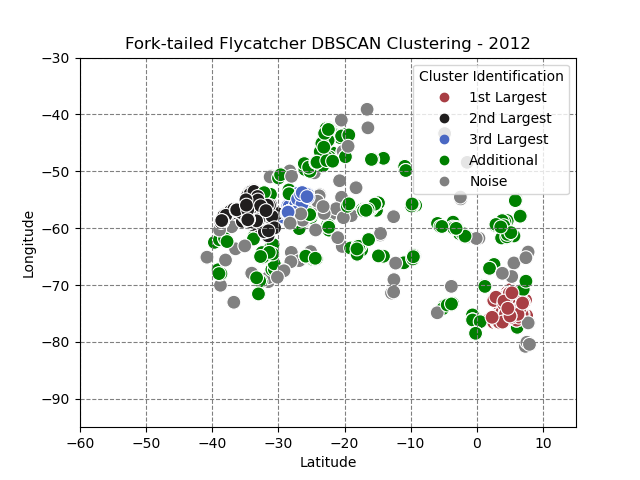 Fork-tailed Flycatcher DBSCAN Clustering - 2012
Cluster Identification
1st Largest
2nd Largest
3rd Largest
Additional
Noise
Longitude
−30
−40
−50
−60
−70
−80
−90
−60 −50 −40 −30 −20 −10 0 10
Latitude